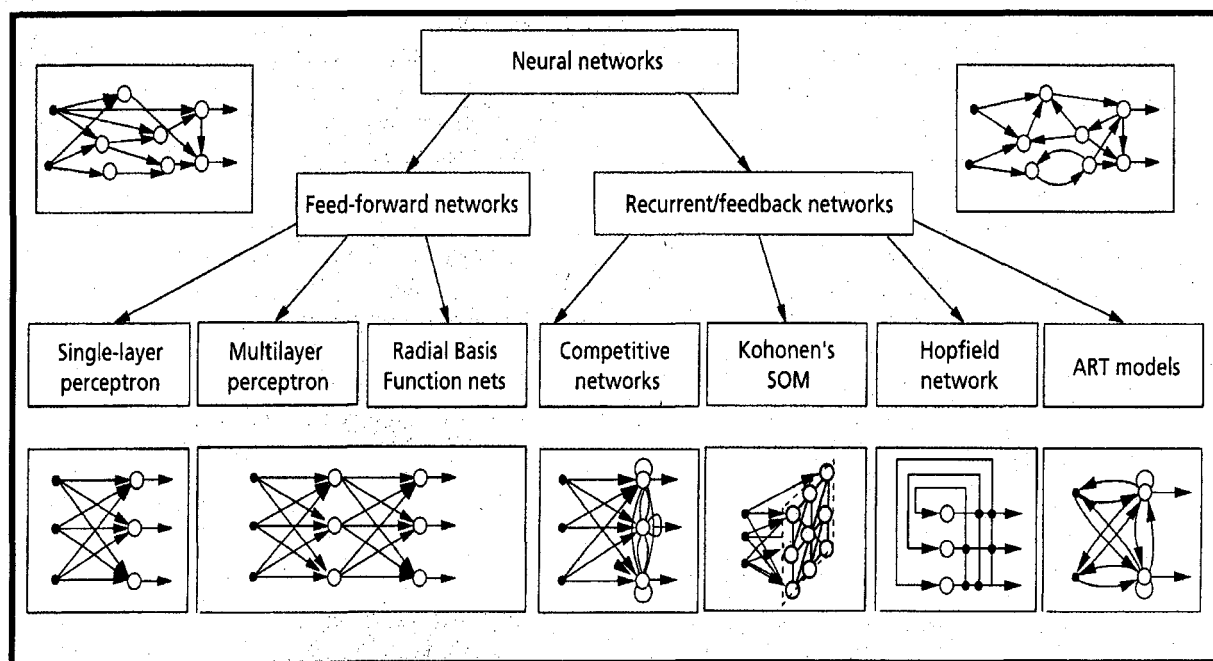 Neural networks
Feed-forward networks
Recurrent/feedback networks
Single-layer
perceptron
Multilayer
perceptron
Radial Basis
Function nets
Competitive
networks
Kohonen's
SOM
Hopfield
network
ART models